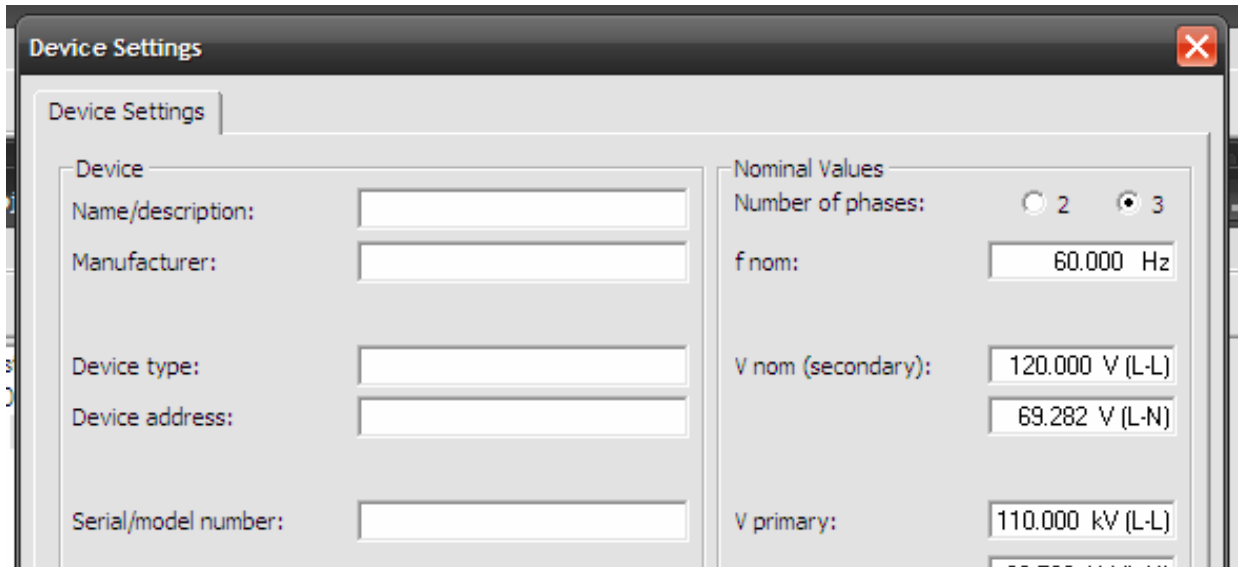 Device Settings
Device Settings
Device
Name/description:
Manufacturer:
Device type:
Device address:
Serial/model number:
Nominal Values
Number of phases: 2 3
f nom: 60.000 Hz
V nom (secondary): 120.000 V (L-L)
69.282 V (L-N)
V primary: 110.000 kV (L-L)